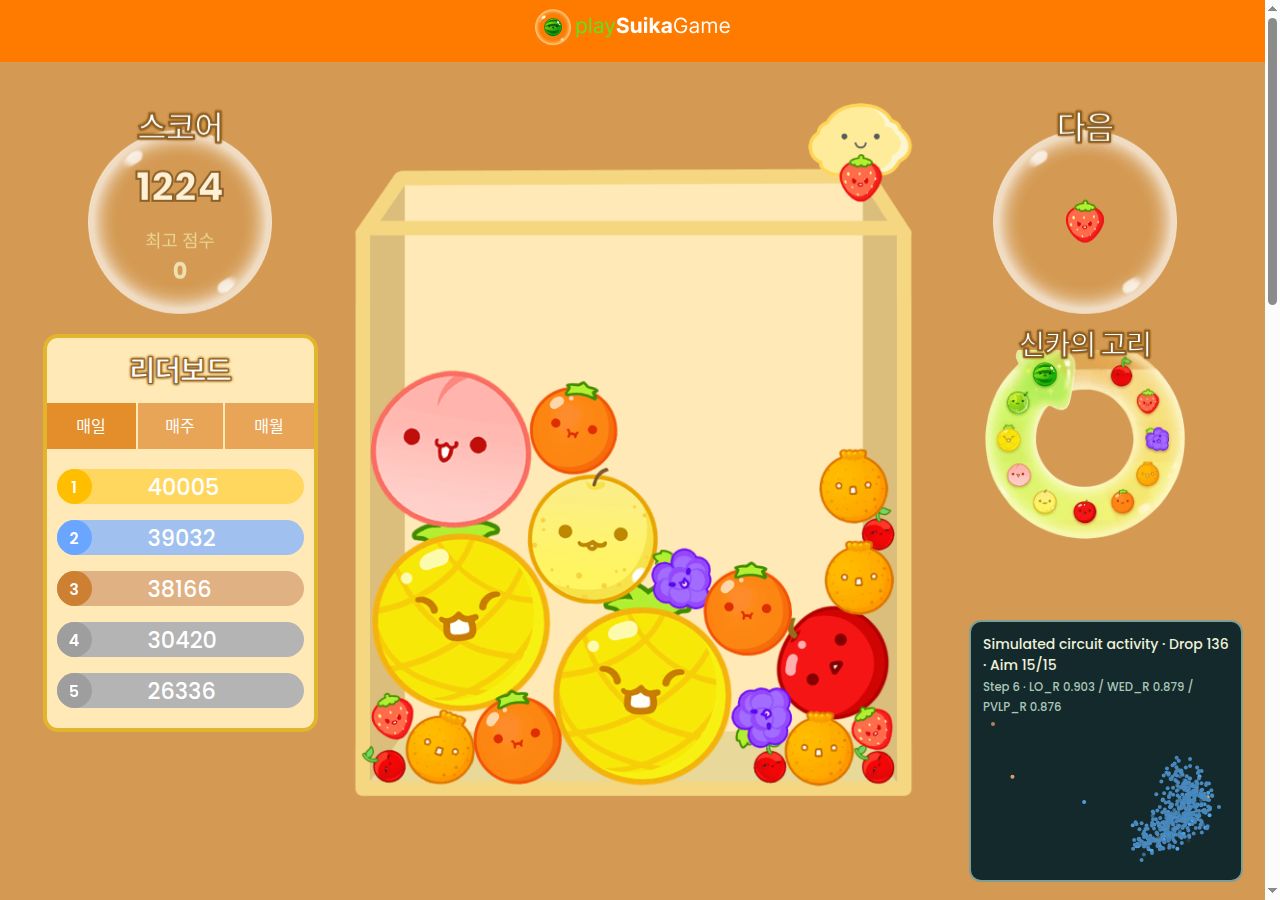 playSuikaGame
스코어
1224
최고 점수
0
리더보드
매일
매주
매월
1
40005
2
39032
3
38166
4
30420
5
26336
다음
신카의 고리
Simulated circuit activity · Drop 136
· Aim 15/15
Step 6 · LO_R 0.903 / WED_R 0.879 /
PVLP_R 0.876